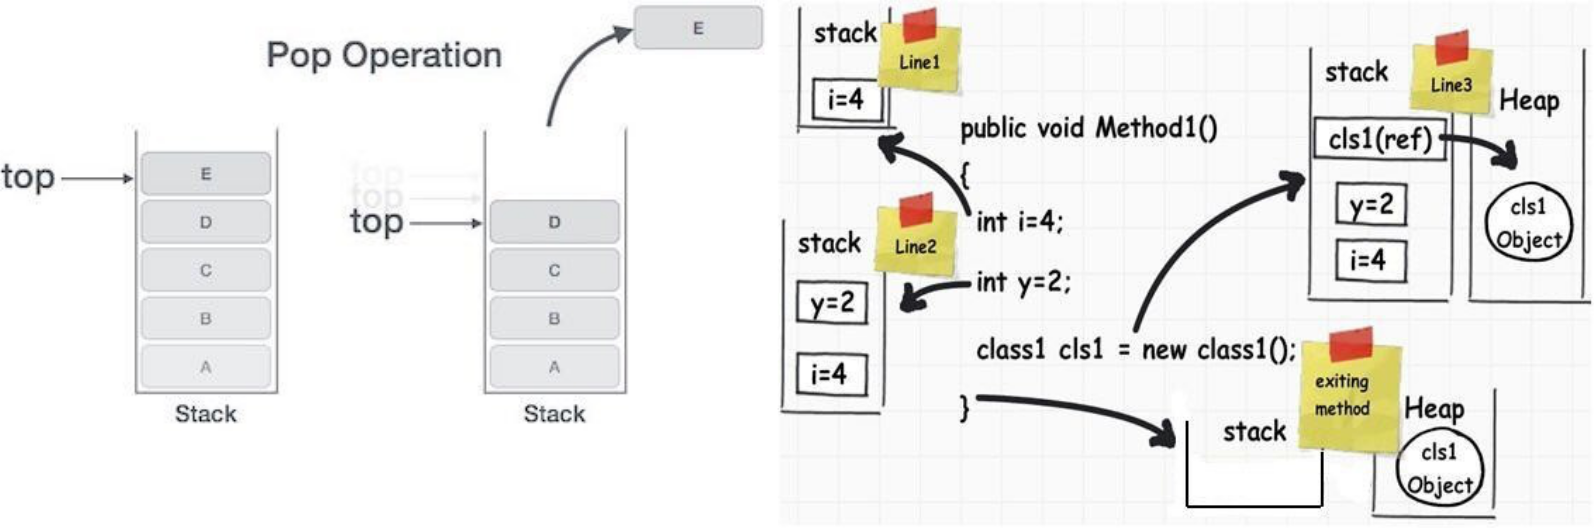 Pop Operation
E
top
E
D
C
B
A
Stack
top
top
top
D
C
B
A
Stack
stack
Line1
i=4
public void Method1()
{
int i=4;
int y=2;
class1 cls1 = new class1();
}
stack
Line2
y=2
i=4
stack
Line3
Heap
cls1(ref)
y=2
i=4
cls1
Object
exiting
method
stack
Heap
cls1
Object